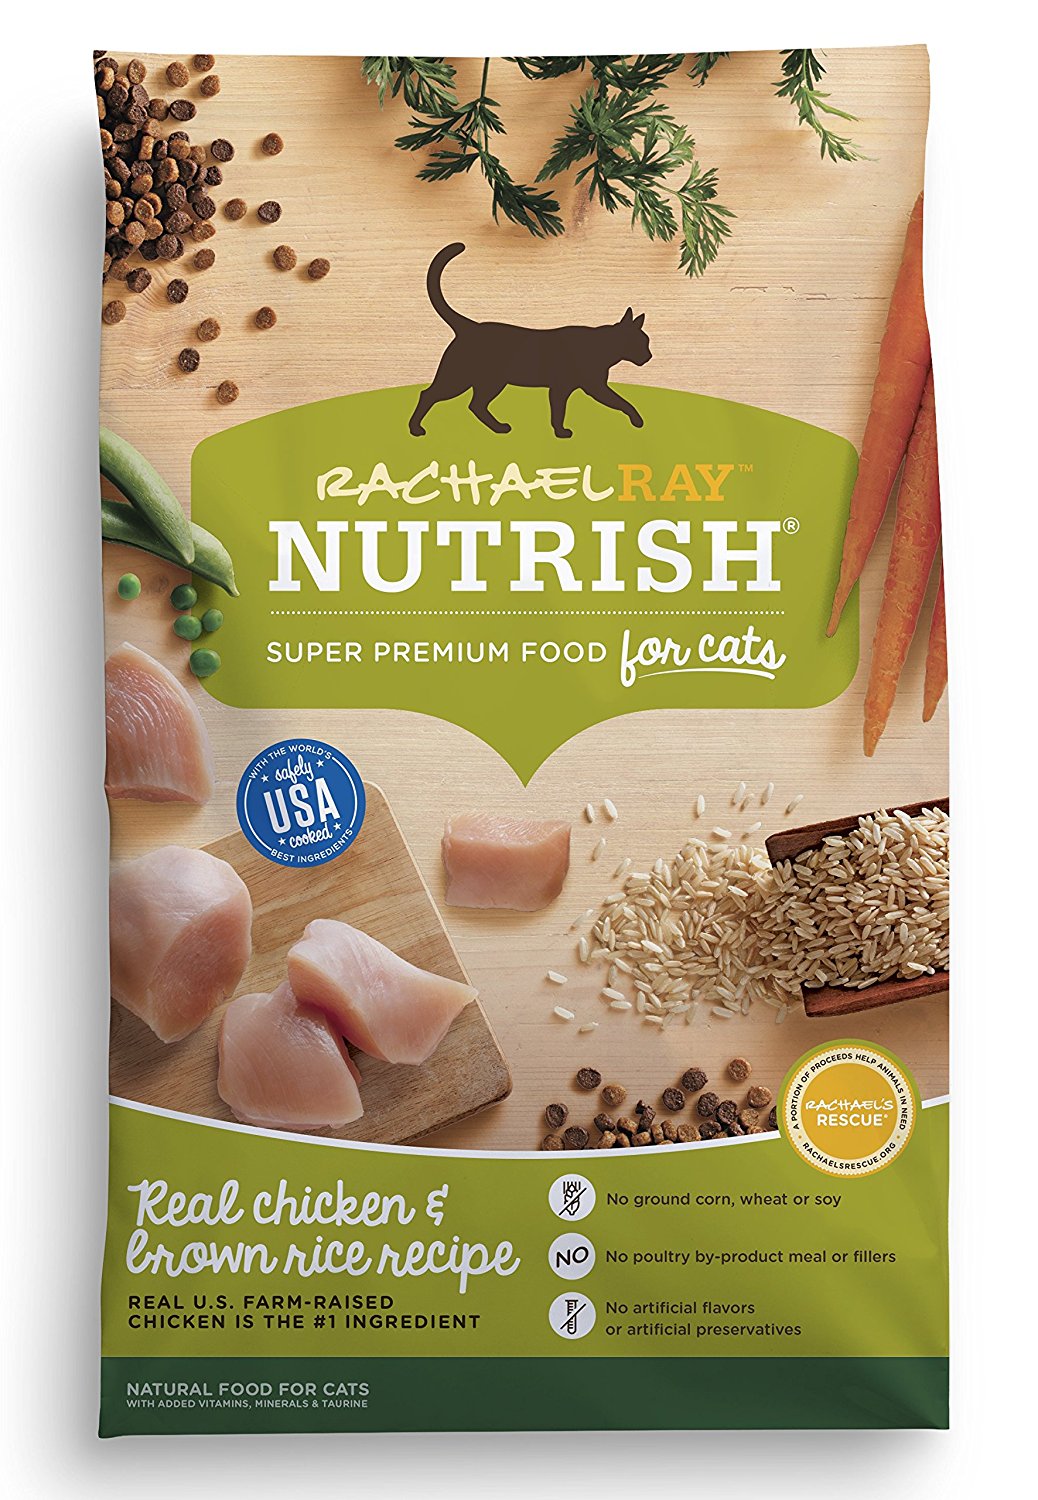 RACHAEL RAY™
NUTRISH®
SUPER PREMIUM FOOD for cats
WITH THE WORLD'S
safely
USA
cooked
BEST INGREDIENTS
A PORTION OF PROCEEDS HELP ANIMALS IN NEED
RACHAEL'S
RESCUE®
RACHAELSRESCUE.ORG
Real chicken &
brown rice recipe
REAL U.S. FARM-RAISED
CHICKEN IS THE #1 INGREDIENT
No ground corn, wheat or soy
NO
No poultry by-product meal or fillers
No artificial flavors
or artificial preservatives
NATURAL FOOD FOR CATS
WITH ADDED VITAMINS, MINERALS & TAURINE